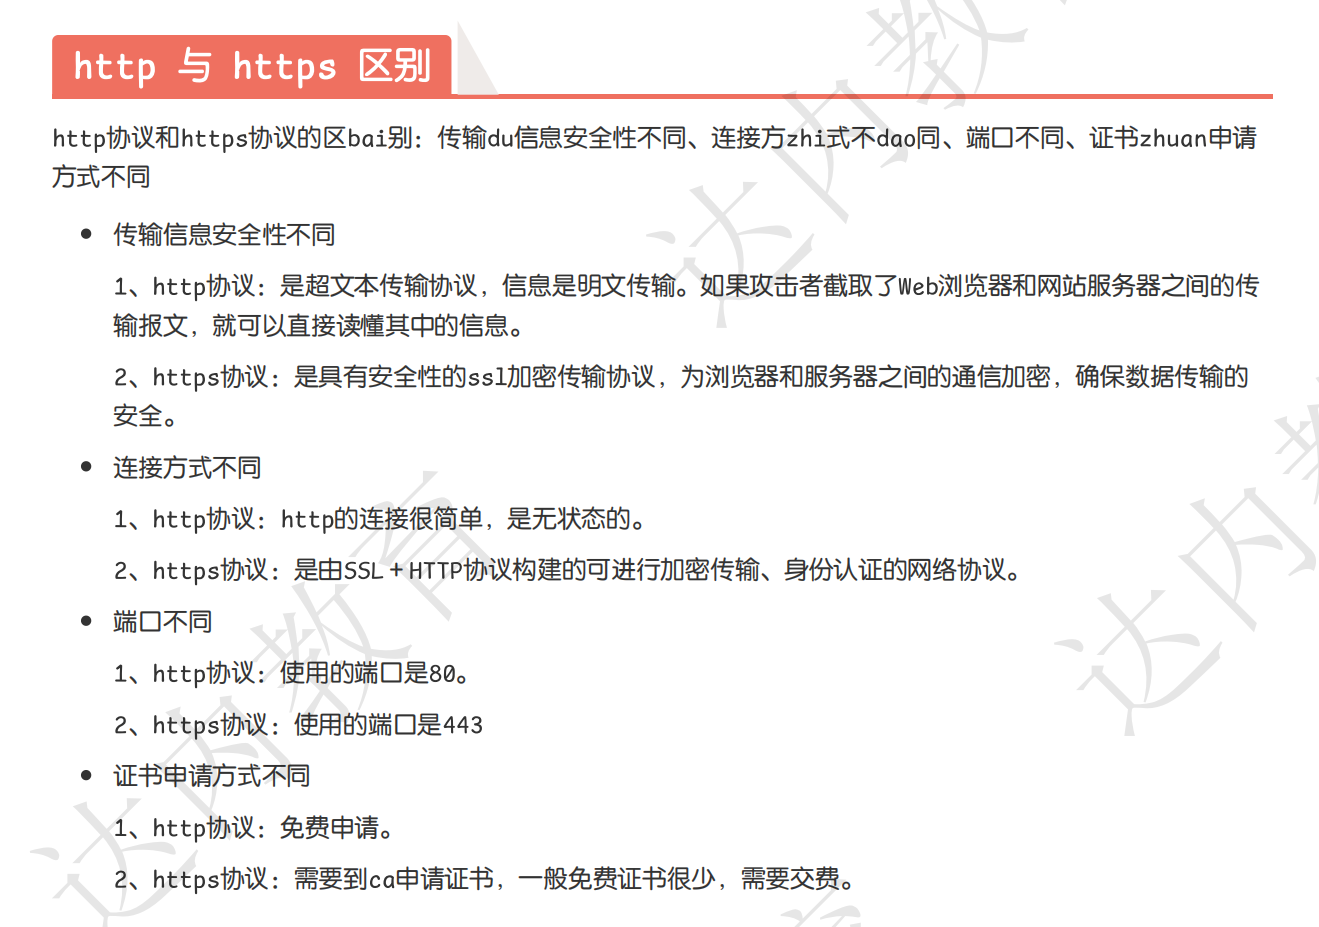 http 与 https 区别
http协议和https协议的区bai别：传输du信息安全性不同、连接方zhi式不dao同、端口不同、证书zhuan申请
方式不同
传输信息安全性不同
1、http协议：是超文本传输协议，信息是明文传输。如果攻击者截取了Web浏览器和网站服务器之间的传
输报文，就可以直接读懂其中的信息。
2、https协议：是具有安全性的ssl加密传输协议，为浏览器和服务器之间的通信加密，确保数据传输的
安全。
连接方式不同
1、http协议：http的连接很简单，是无状态的。
2、https协议：是由SSL＋HTTP协议构建的可进行加密传输、身份认证的网络协议。
端口不同
1、http协议：使用的端口是80。
2、https协议：使用的端口是443
证书申请方式不同
1、http协议：免费申请。
2、https协议：需要到ca申请证书，一般免费证书很少，需要交费。
达内教
达内教育
达内教